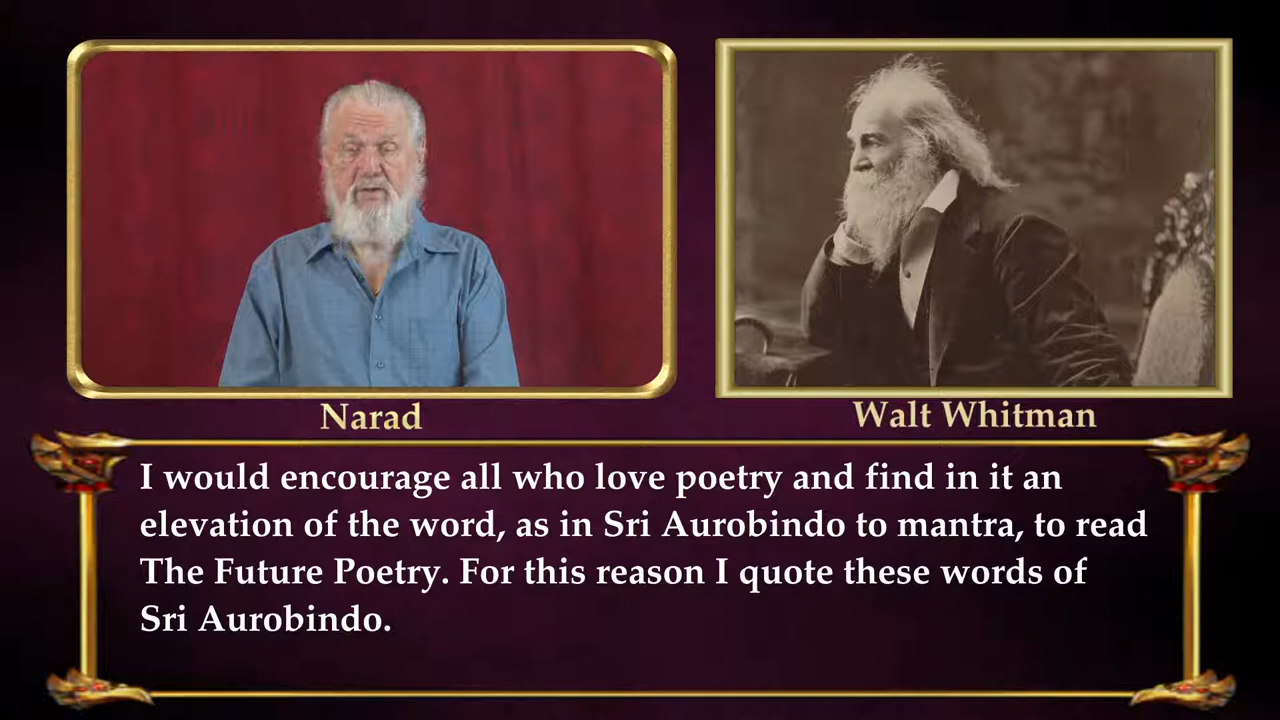 Narad
Walt Whitman
I would encourage all who love poetry and find in it an
elevation of the word, as in Sri Aurobindo to mantra, to read
The Future Poetry. For this reason I quote these words of
Sri Aurobindo.